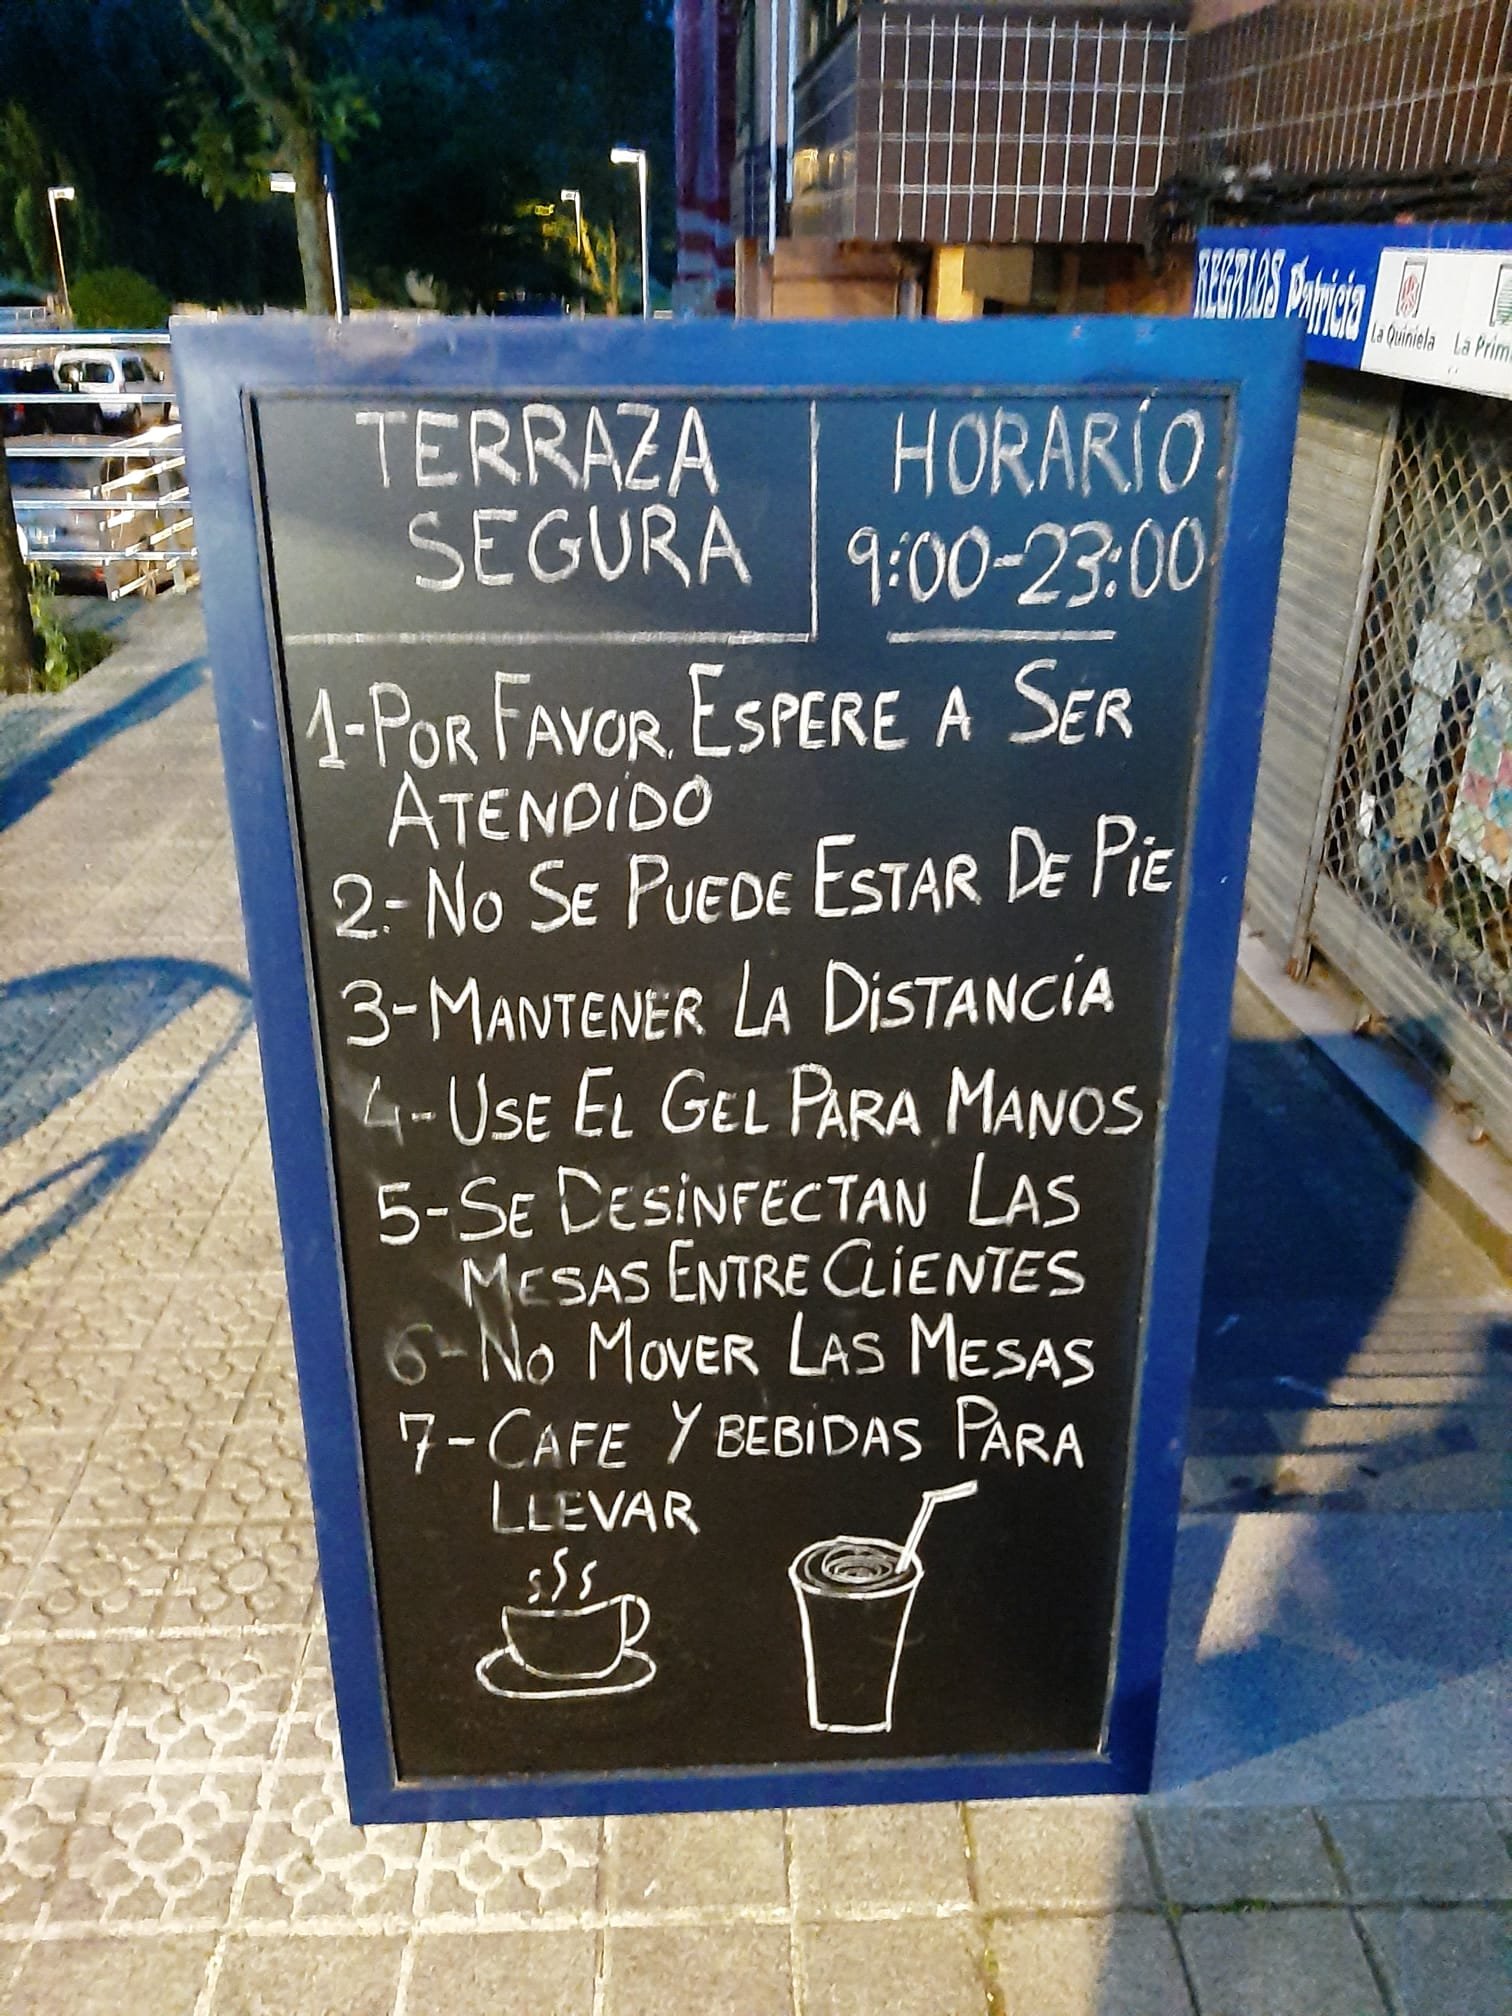 REGALOS Patricia
La Quiniela
La Prim
TERRAZA
SEGURA
HORARIO
9:00-23:00
1-POR FAVOR, ESPERE A SER
ATENDIDO
2.- NO SE PUEDE ESTAR DE PIE
3-MANTENER LA DISTANCIA
4-USE EL GEL PARA MANOS
5-SE DESINFECTAN LAS
MESAS ENTRE CLIENTES
6-NO MOVER LAS MESAS
7-CAFE Y BEBIDAS PARA
LLEVAR